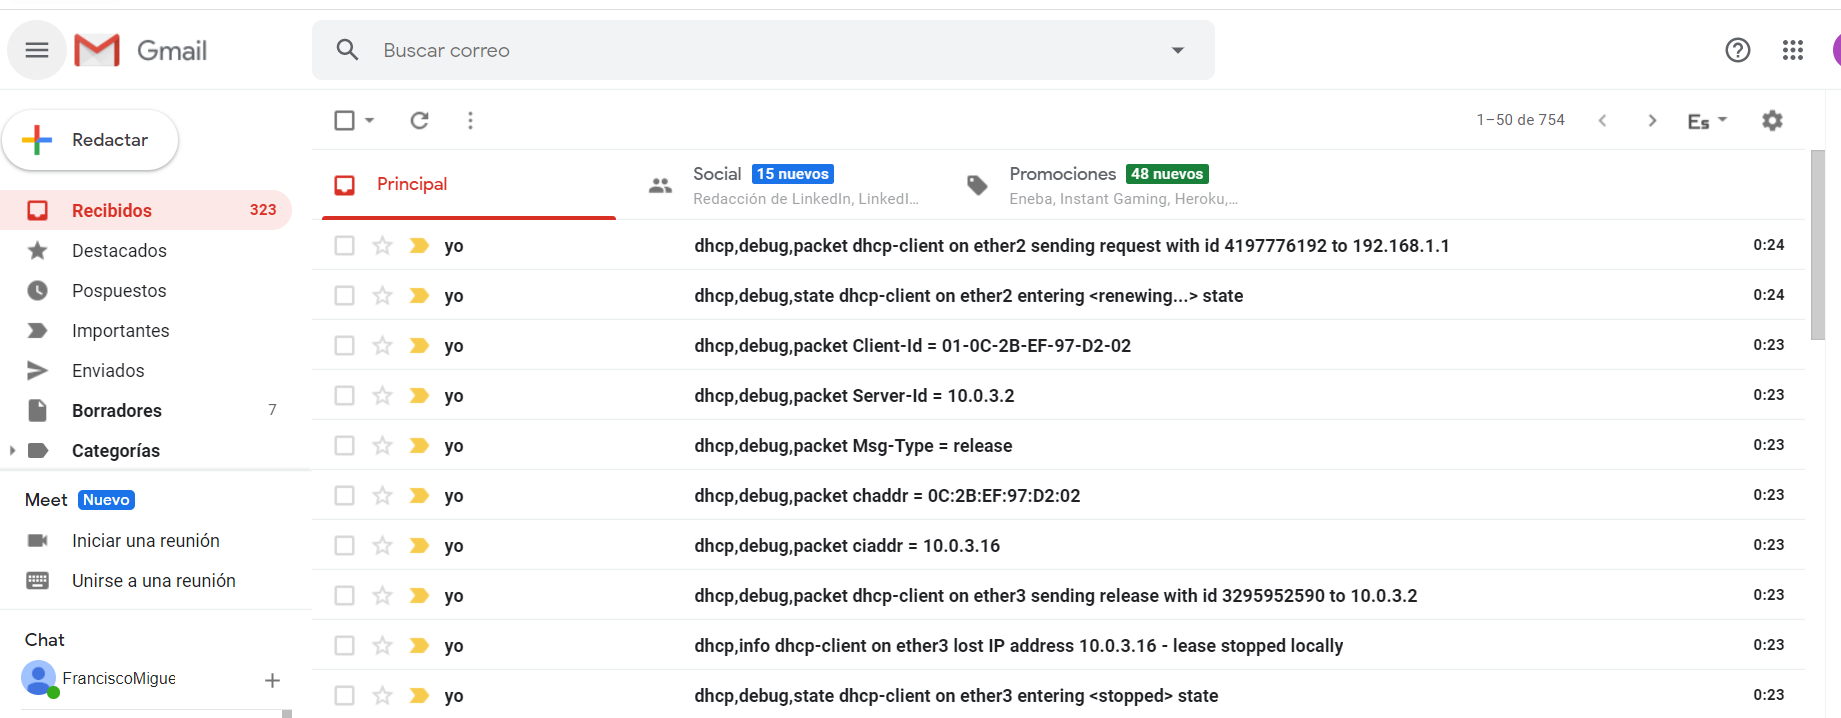 Gmail
Buscar correo
Redactar
1–50 de 754
Es
Recibidos 323
Destacados
Pospuestos
Importantes
Enviados
Borradores 7
Categorías
Meet Nuevo
Iniciar una reunión
Unirse a una reunión
Chat
FranciscoMigue
Principal
Social 15 nuevos
Redacción de LinkedIn, LinkedI…
Promociones 48 nuevos
Eneba, Instant Gaming, Heroku,…
yo dhcp,debug,packet dhcp-client on ether2 sending request with id 4197776192 to 192.168.1.1 0:24
yo dhcp,debug,state dhcp-client on ether2 entering <renewing...> state 0:24
yo dhcp,debug,packet Client-Id = 01-0C-2B-EF-97-D2-02 0:23
yo dhcp,debug,packet Server-Id = 10.0.3.2 0:23
yo dhcp,debug,packet Msg-Type = release 0:23
yo dhcp,debug,packet chaddr = 0C:2B:EF:97:D2:02 0:23
yo dhcp,debug,packet ciaddr = 10.0.3.16 0:23
yo dhcp,debug,packet dhcp-client on ether3 sending release with id 3295952590 to 10.0.3.2 0:23
yo dhcp,info dhcp-client on ether3 lost IP address 10.0.3.16 - lease stopped locally 0:23
yo dhcp,debug,state dhcp-client on ether3 entering <stopped> state 0:23